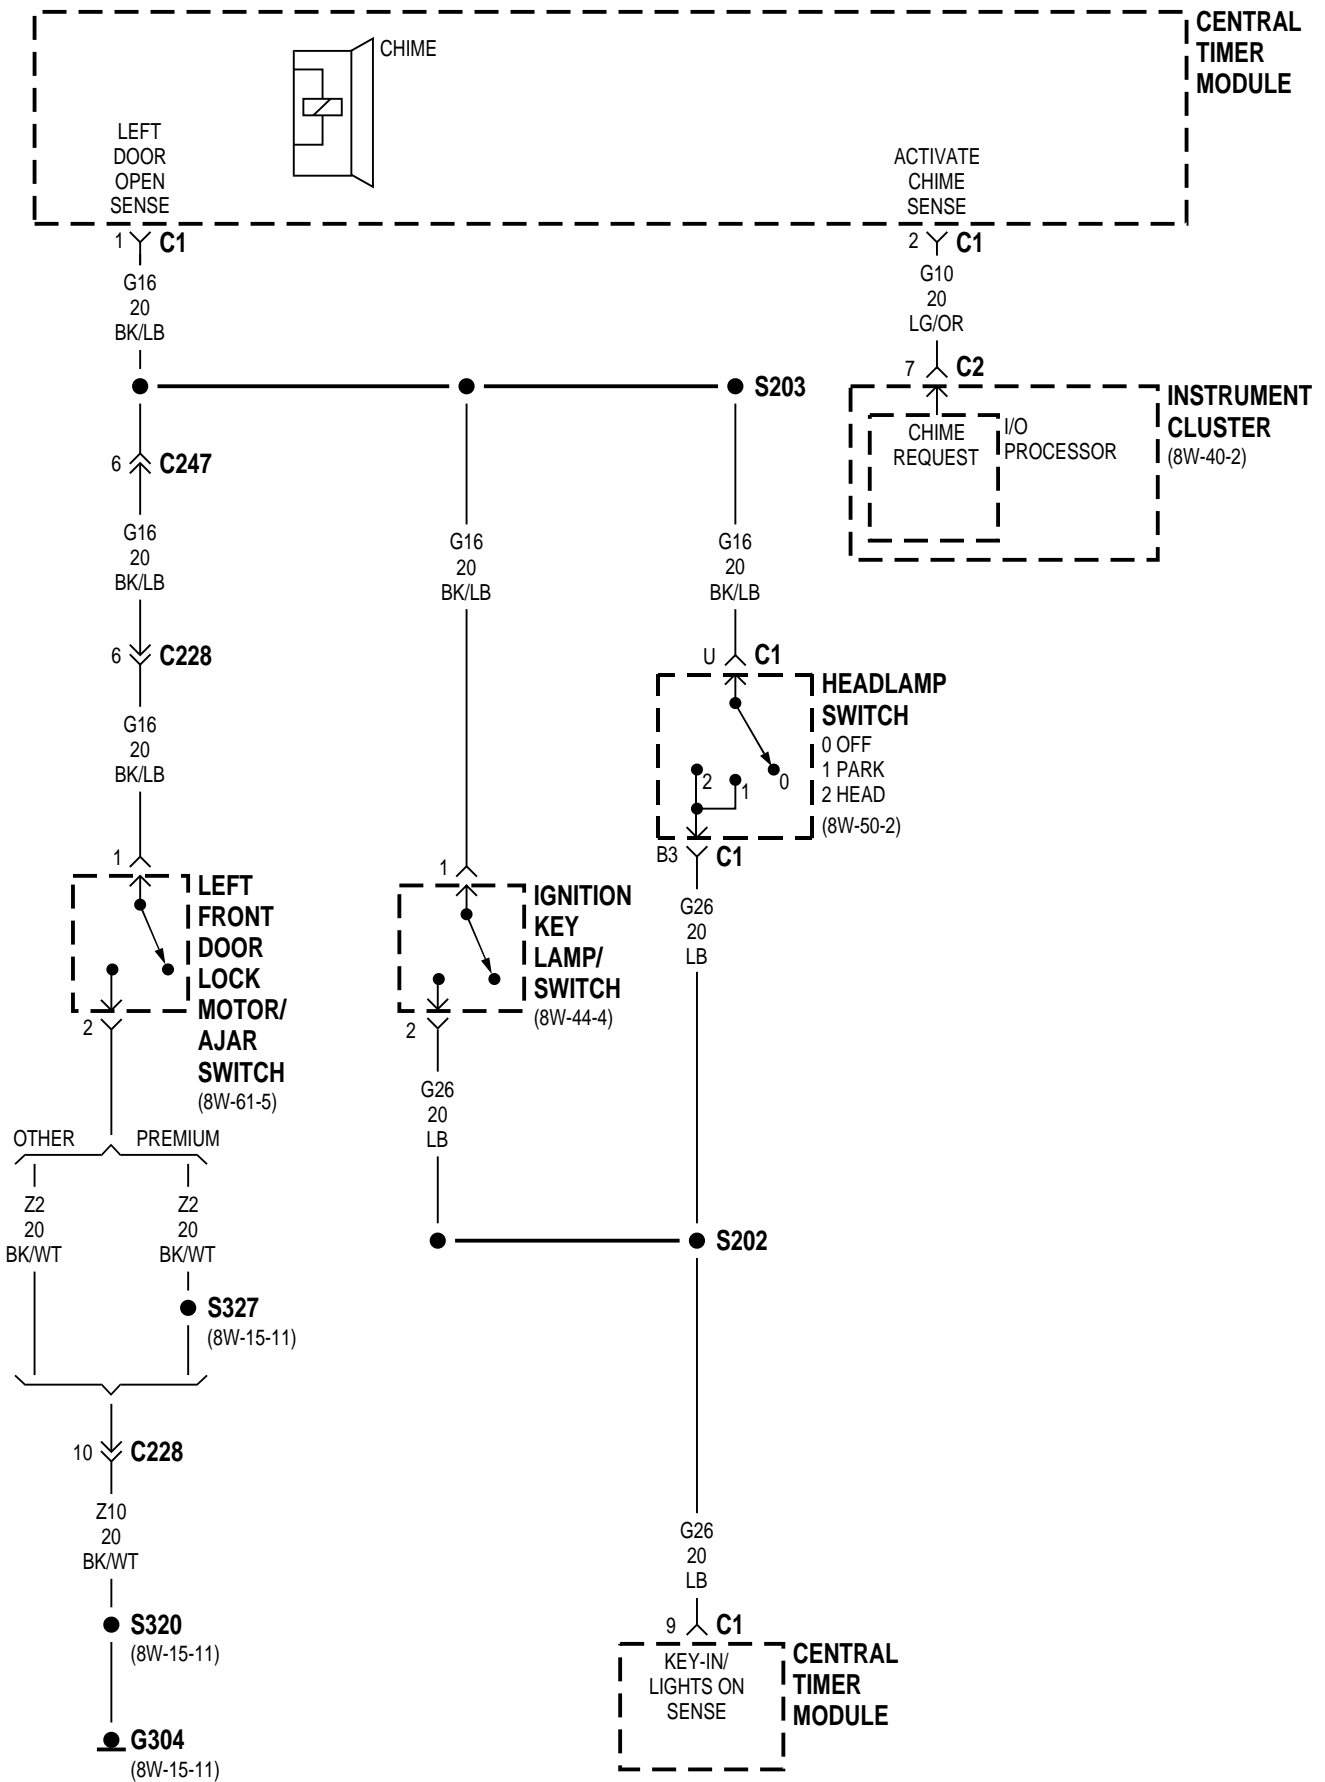 CENTRAL
TIMER
MODULE
CHIME
LEFT
DOOR
OPEN
SENSE
ACTIVATE
CHIME
SENSE
1 C1
2 C1
G16
20
BK/LB
G10
20
LG/OR
7 C2
S203
INSTRUMENT
CLUSTER
(8W-40-2)
CHIME
REQUEST
I/O
PROCESSOR
6 C247
G16
20
BK/LB
G16
20
BK/LB
G16
20
BK/LB
6 C228
U C1
HEADLAMP
SWITCH
0 OFF
1 PARK
2 HEAD
(8W-50-2)
2
1
0
G16
20
BK/LB
B3 C1
1
LEFT
FRONT
DOOR
LOCK
MOTOR/
AJAR
SWITCH
(8W-61-5)
2
1
IGNITION
KEY
LAMP/
SWITCH
(8W-44-4)
2
G26
20
LB
G26
20
LB
OTHER
PREMIUM
Z2
20
BK/WT
Z2
20
BK/WT
S202
S327
(8W-15-11)
10 C228
Z10
20
BK/WT
G26
20
LB
S320
(8W-15-11)
9 C1
KEY-IN/
LIGHTS ON
SENSE
CENTRAL
TIMER
MODULE
G304
(8W-15-11)